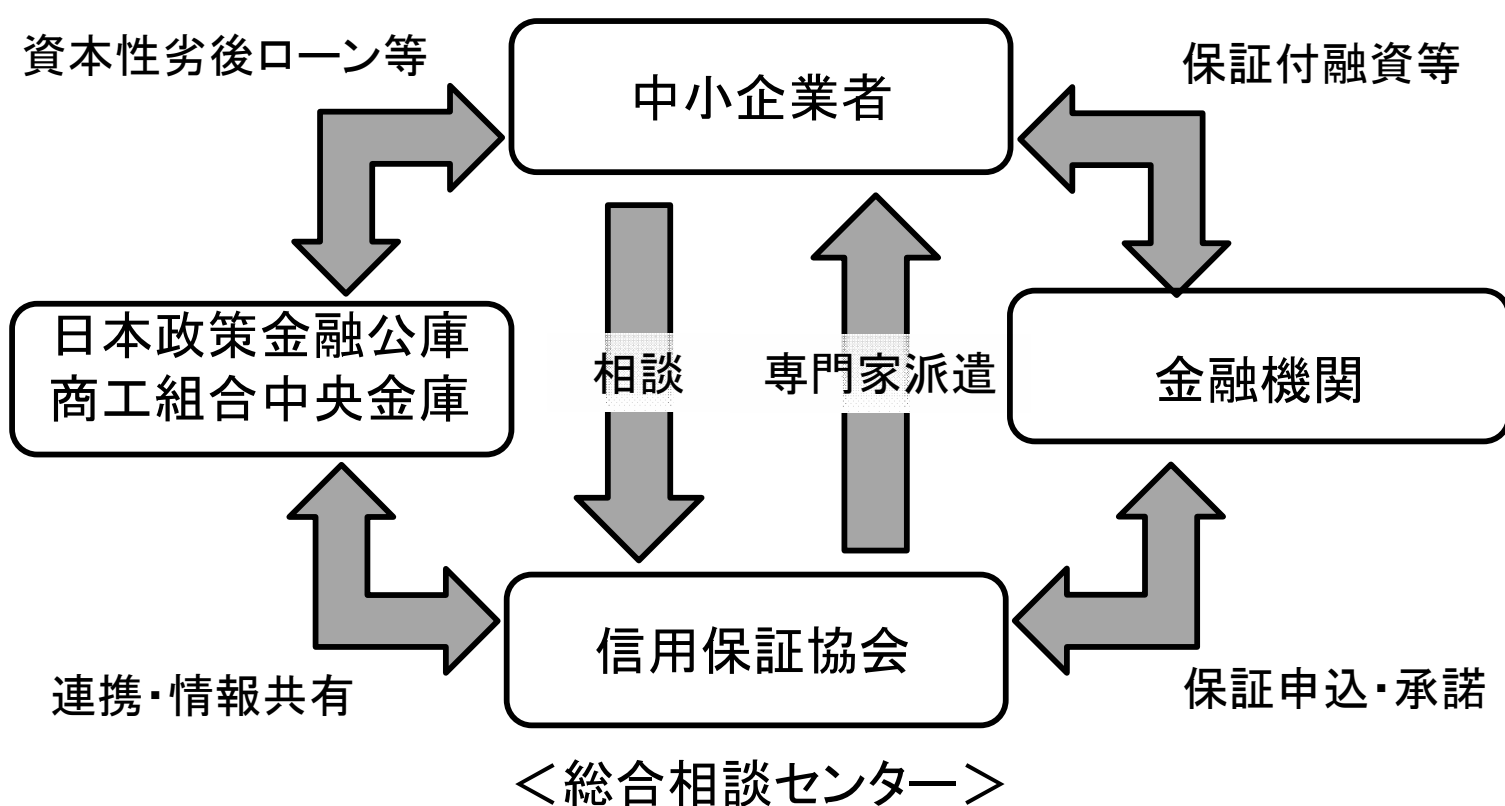 資本性劣後ローン等
中小企業者
保証付融資等
日本政策金融公庫
商工組合中央金庫
相談
専門家派遣
金融機関
信用保証協会
連携・情報共有
保証申込・承諾
＜総合相談センター＞